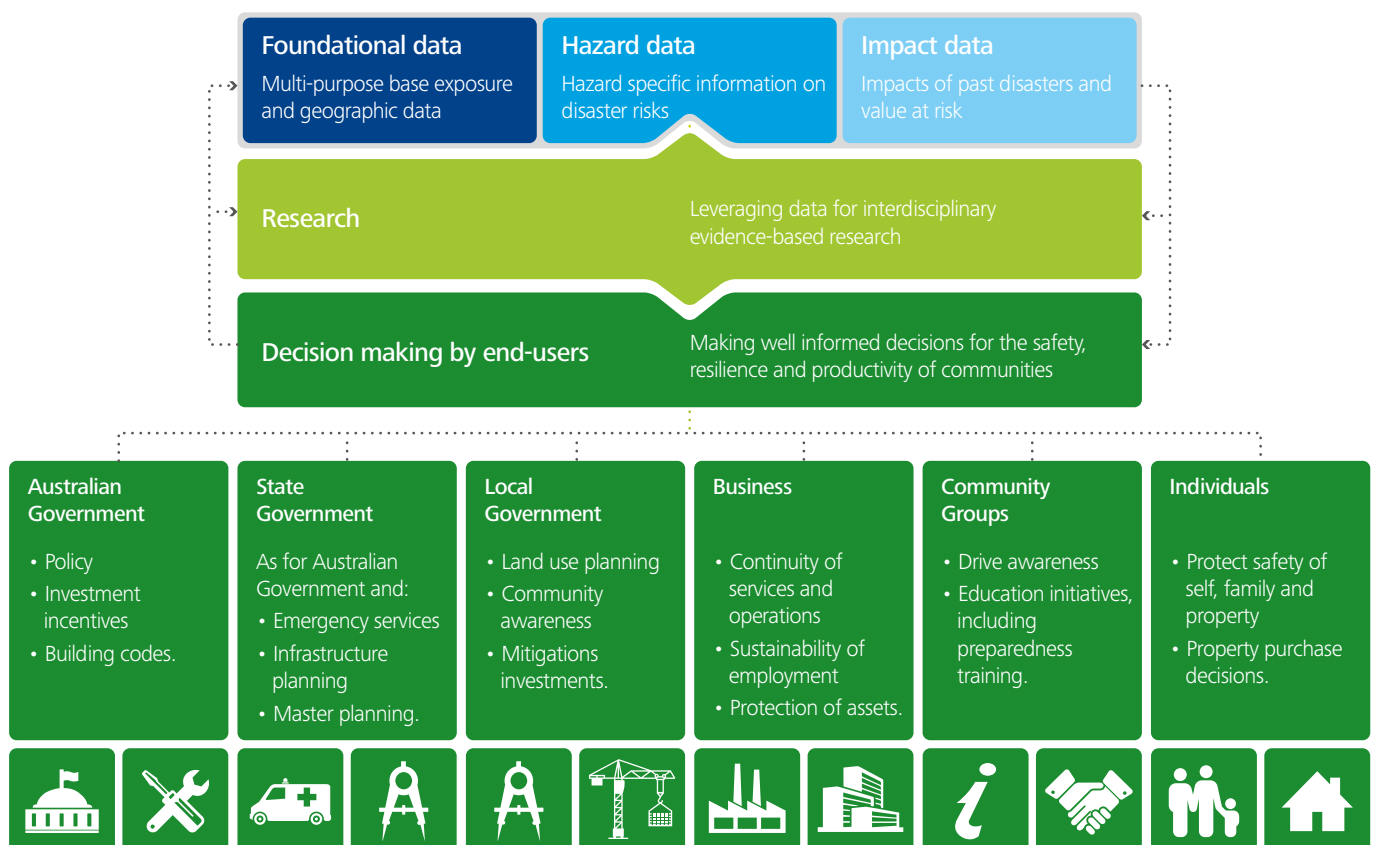 Foundational data
Multi-purpose base exposure
and geographic data
Hazard data
Hazard specific information on
disaster risks
Impact data
Impacts of past disasters and
value at risk
Research
Leveraging data for interdisciplinary
evidence-based research
Decision making by end-users
Making well informed decisions for the safety,
resilience and productivity of communities
Australian
Government
• Policy
• Investment
incentives
• Building codes.
State
Government
As for Australian
Government and:
• Emergency services
• Infrastructure
planning
• Master planning.
Local
Government
• Land use planning
• Community
awareness
• Mitigations
investments.
Business
• Continuity of
services and
operations
• Sustainability of
employment
• Protection of assets.
Community
Groups
• Drive awareness
• Education initiatives,
including
preparedness
training.
Individuals
• Protect safety of
self, family and
property
• Property purchase
decisions.